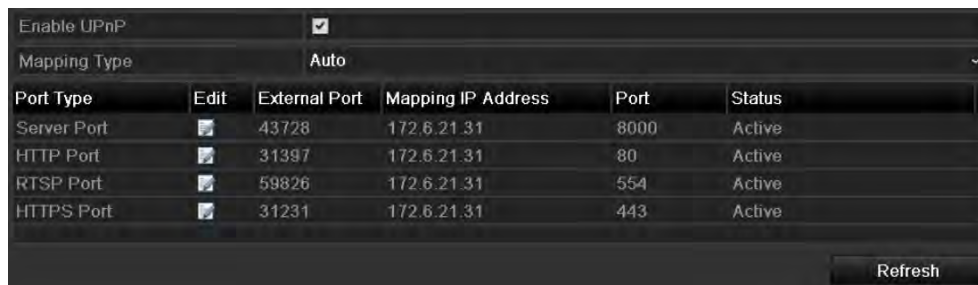 Enable UPnP
Mapping Type Auto
Port Type Edit External Port Mapping IP Address Port Status
Server Port 43728 172.6.21.31 8000 Active
HTTP Port 31397 172.6.21.31 80 Active
RTSP Port 59826 172.6.21.31 554 Active
HTTPS Port 31231 172.6.21.31 443 Active
Refresh